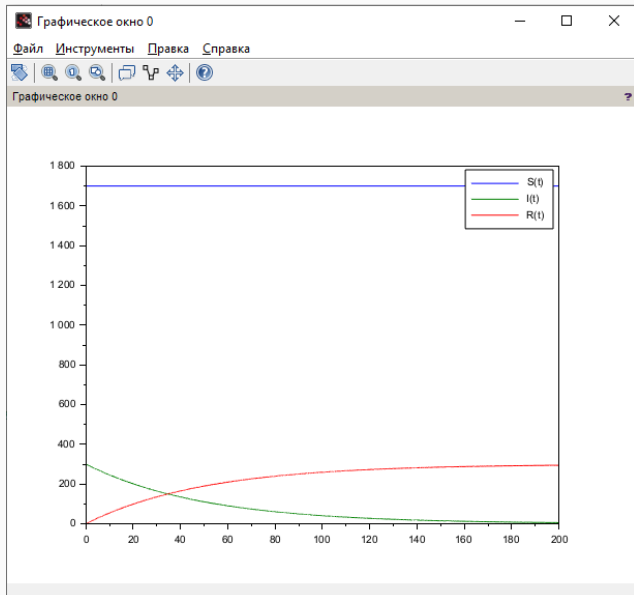 Графическое окно 0
Файл Инструменты Правка Справка
Графическое окно 0 ?
1 800
1 600
1 400
1 200
1 000
800
600
400
200
0
0 20 40 60 80 100 120 140 160 180 200
S(t)
I(t)
R(t)